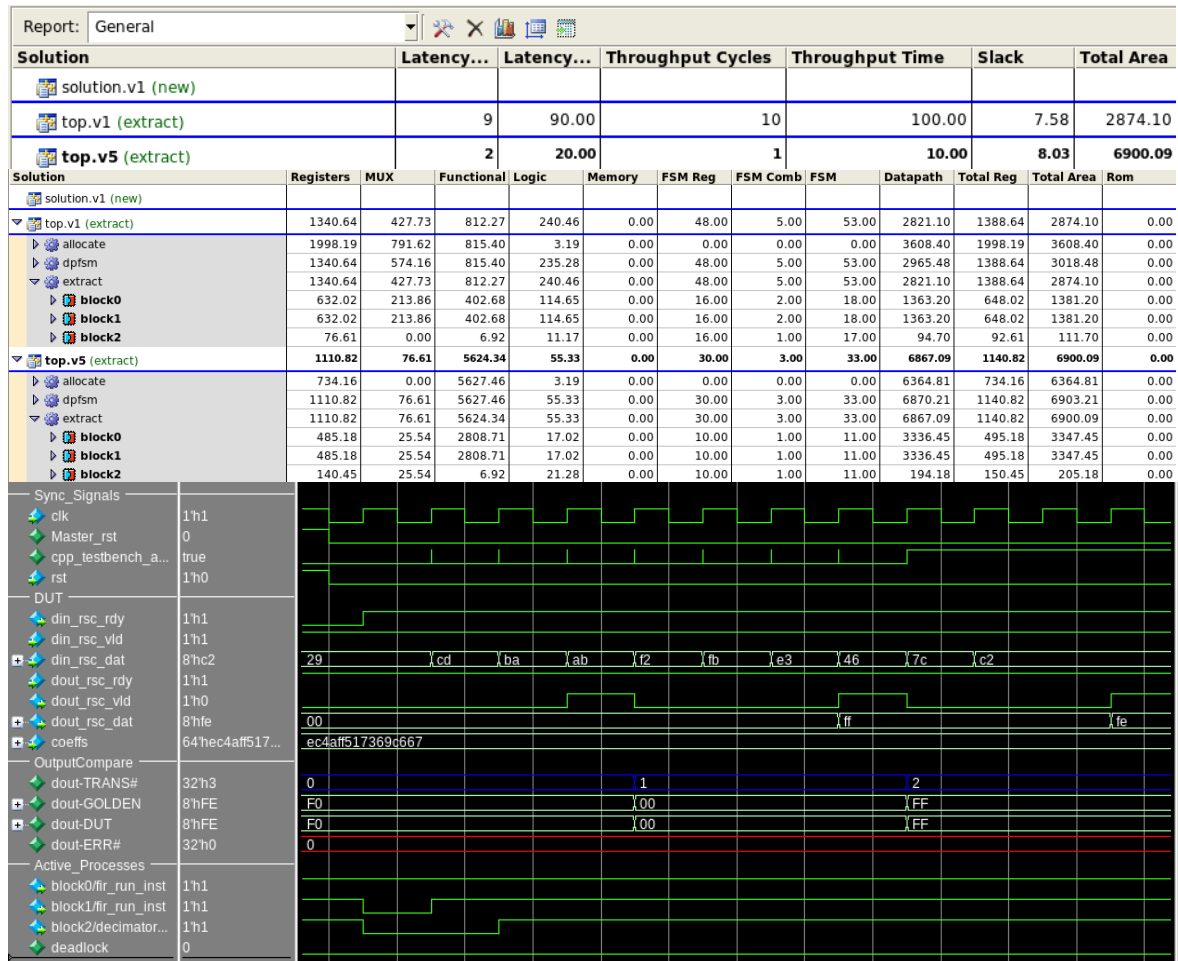 Report: General
Solution Latency... Latency... Throughput Cycles Throughput Time Slack Total Area
solution.v1 (new)
top.v1 (extract) 9 90.00 10 100.00 7.58 2874.10
top.v5 (extract) 2 20.00 1 10.00 8.03 6900.09
Solution Registers MUX Functional Logic Memory FSM Reg FSM Comb FSM Datapath Total Reg Total Area Rom
solution.v1 (new)
top.v1 (extract) 1340.64 427.73 812.27 240.46 0.00 48.00 5.00 53.00 2821.10 1388.64 2874.10 0.00
allocate 1998.19 791.62 815.40 3.19 0.00 0.00 0.00 0.00 3608.40 1998.19 3608.40 0.00
dpfsm 1340.64 574.16 815.40 235.28 0.00 48.00 5.00 53.00 2965.48 1388.64 3018.48 0.00
extract 1340.64 427.73 812.27 240.46 0.00 48.00 5.00 53.00 2821.10 1388.64 2874.10 0.00
block0 632.02 213.86 402.68 114.65 0.00 16.00 2.00 18.00 1363.20 648.02 1381.20 0.00
block1 632.02 213.86 402.68 114.65 0.00 16.00 2.00 18.00 1363.20 648.02 1381.20 0.00
block2 76.61 0.00 6.92 11.17 0.00 16.00 1.00 17.00 94.70 92.61 111.70 0.00
top.v5 (extract) 1110.82 76.61 5624.34 55.33 0.00 30.00 3.00 33.00 6867.09 1140.82 6900.09 0.00
allocate 734.16 0.00 5627.46 3.19 0.00 0.00 0.00 0.00 6364.81 734.16 6364.81 0.00
dpfsm 1110.82 76.61 5627.46 55.33 0.00 30.00 3.00 33.00 6870.21 1140.82 6903.21 0.00
extract 1110.82 76.61 5624.34 55.33 0.00 30.00 3.00 33.00 6867.09 1140.82 6900.09 0.00
block0 485.18 25.54 2808.71 17.02 0.00 10.00 1.00 11.00 3336.45 495.18 3347.45 0.00
block1 485.18 25.54 2808.71 17.02 0.00 10.00 1.00 11.00 3336.45 495.18 3347.45 0.00
block2 140.45 25.54 6.92 21.28 0.00 10.00 1.00 11.00 194.18 150.45 205.18 0.00
Sync_Signals
clk 1'h1
Master_rst 0
cpp_testbench_a... true
rst 1'h0
DUT
din_rsc_rdy 1'h1
din_rsc_vld 1'h1
din_rsc_dat 8'hc2 29 cd ba ab f2 fb e3 46 7c c2
dout_rsc_rdy 1'h1
dout_rsc_vld 1'h0
dout_rsc_dat 8'hfe 00 ff fe
coeffs 64'hec4aff517... ec4aff517369c667
OutputCompare
dout-TRANS# 32'h3 0 1 2
dout-GOLDEN 8'hFE F0 00 FF
dout-DUT 8'hFE F0 00 FF
dout-ERR# 32'h0 0
Active_Processes
block0/fir_run_inst 1'h1
block1/fir_run_inst 1'h1
block2/decimator... 1'h1
deadlock 0